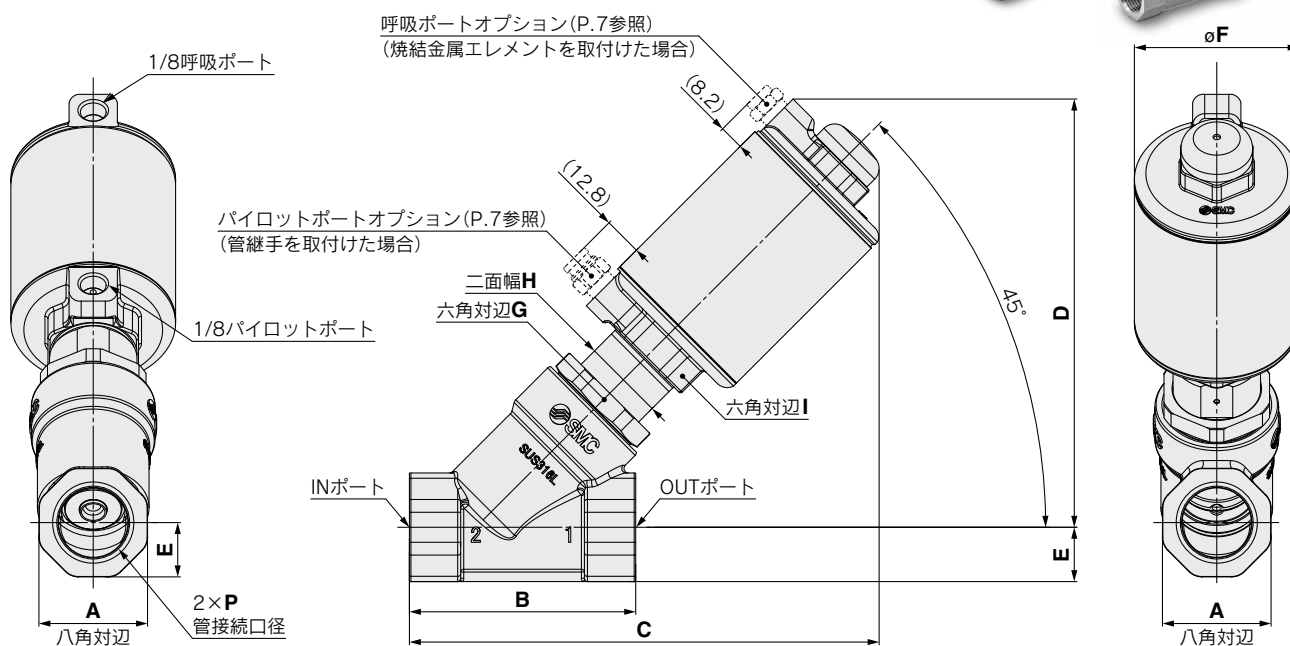 呼吸ポートオプション(P.7参照)
(焼結金属エレメントを取付けた場合)
1/8呼吸ポート
øF
(8.2)
(12.8)
パイロットポートオプション(P.7参照)
(管継手を取付けた場合)
二面幅H
六角対辺G
1/8パイロットポート
45°
D
SMC
六角対辺I
SMC
SUS316L
INポート
OUTポート
2
1
E
E
B
C
A
八角対辺
2×P
管接続口径
A
八角対辺